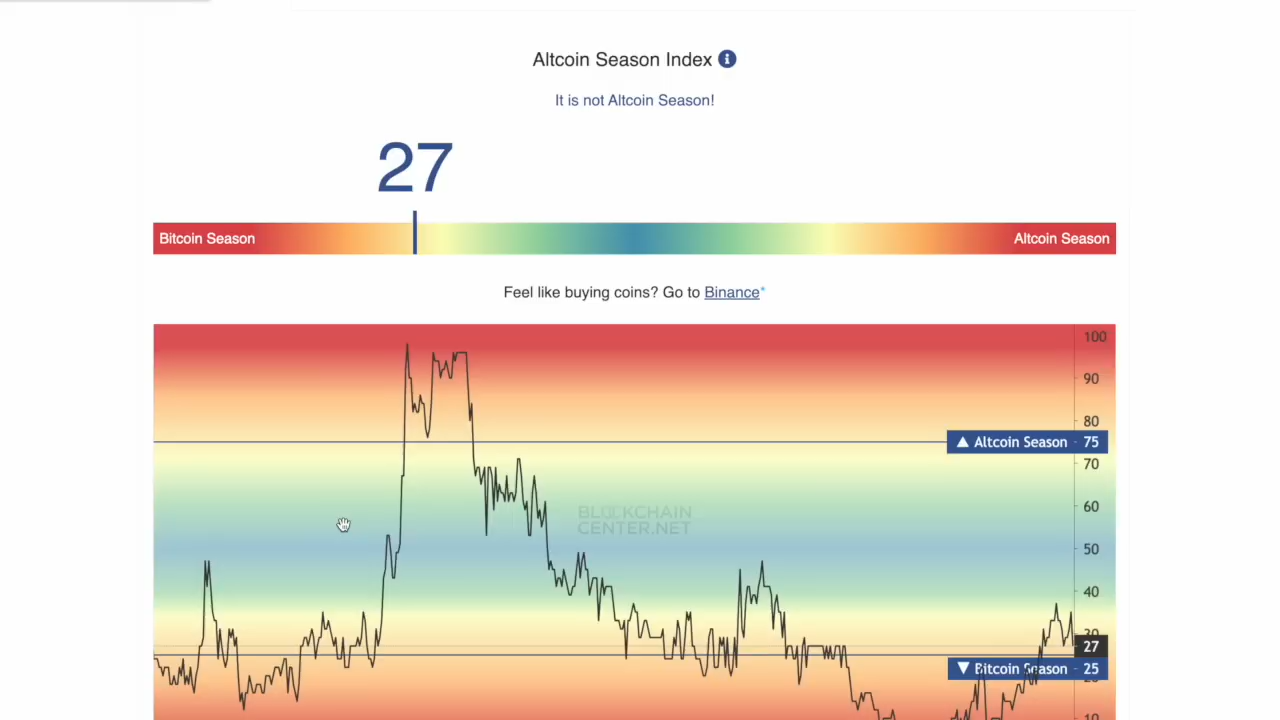 Altcoin Season Index
It is not Altcoin Season!
27
Bitcoin Season
Altcoin Season
Feel like buying coins? Go to Binance*
100
90
80
▲ Altcoin Season · 75
70
60
BLOCKCHAIN
CENTER.NET
50
40
30
27
▼ Bitcoin Season · 25
20
10